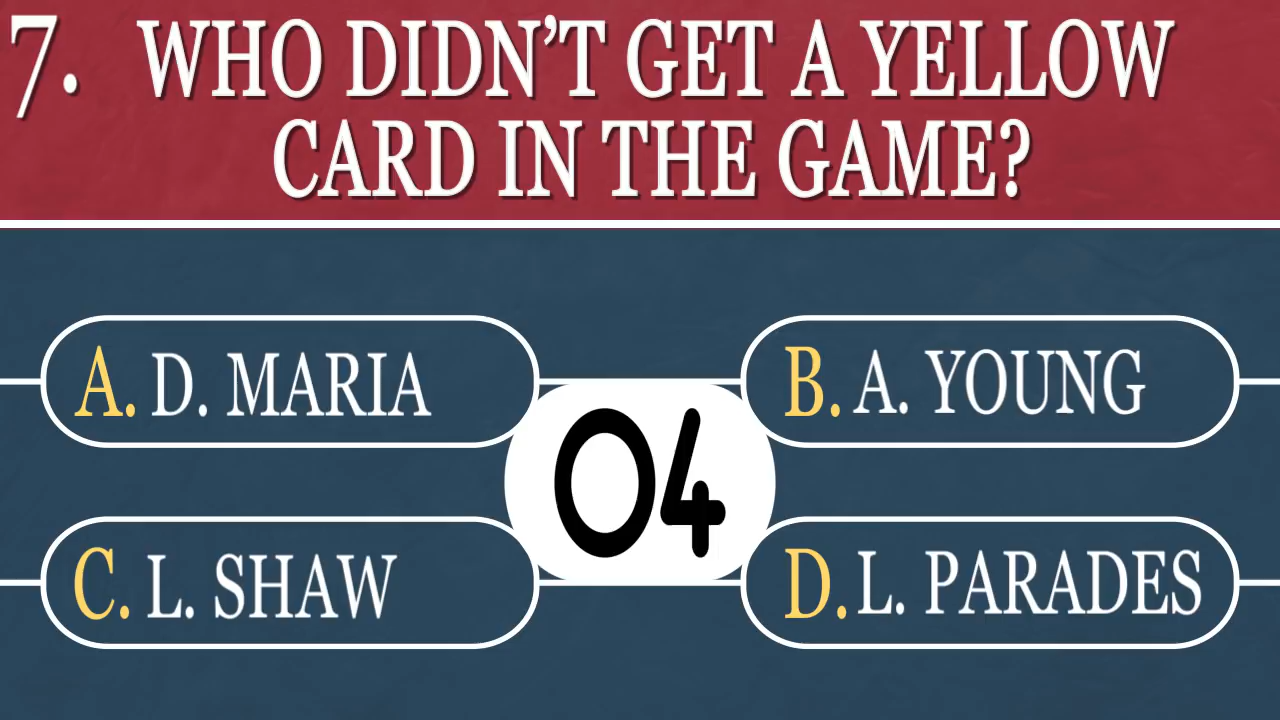 7. WHO DIDN’T GET A YELLOW
CARD IN THE GAME?
A. D. MARIA
B. A. YOUNG
04
C. L. SHAW
D. L. PARADES